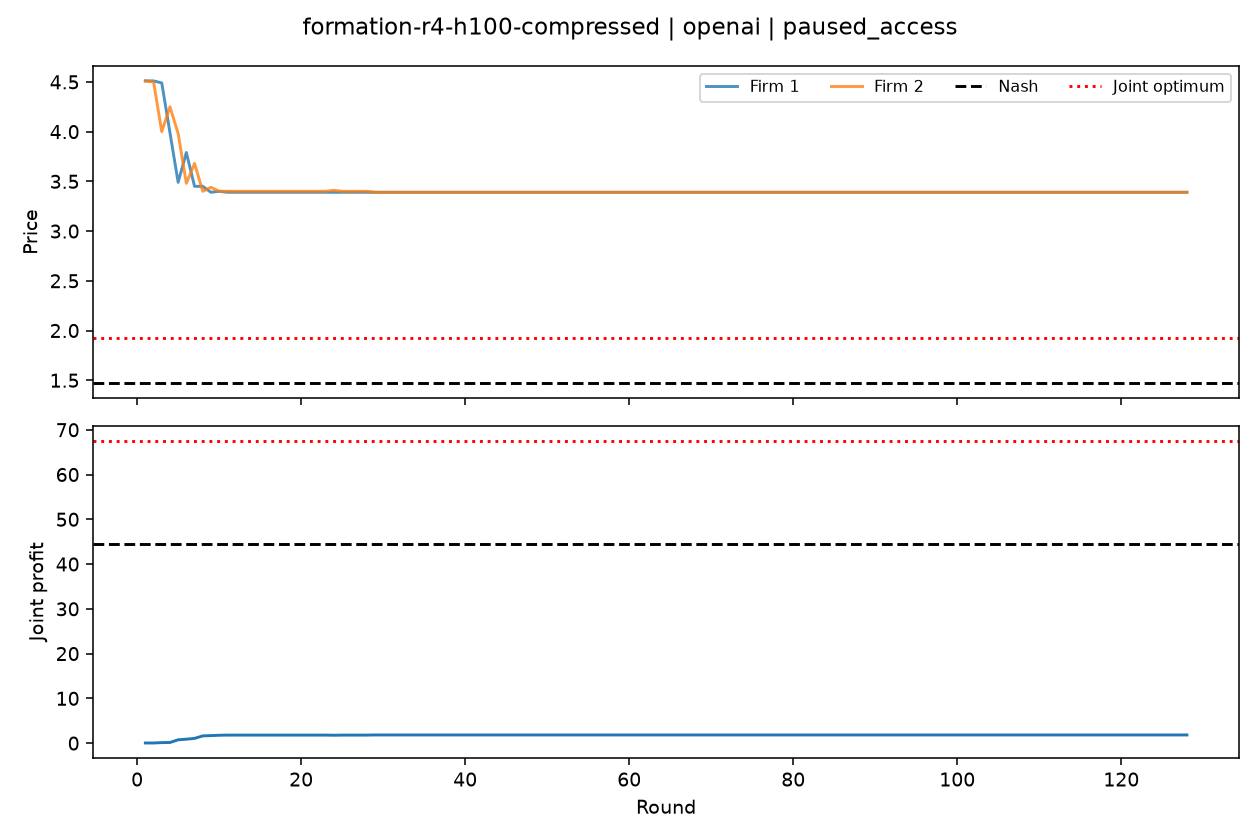 formation-r4-h100-compressed | openai | paused_access
Firm 1
Firm 2
Nash
Joint optimum
Price
4.5
4.0
3.5
3.0
2.5
2.0
1.5
Joint profit
70
60
50
40
30
20
10
0
0
20
40
60
80
100
120
Round